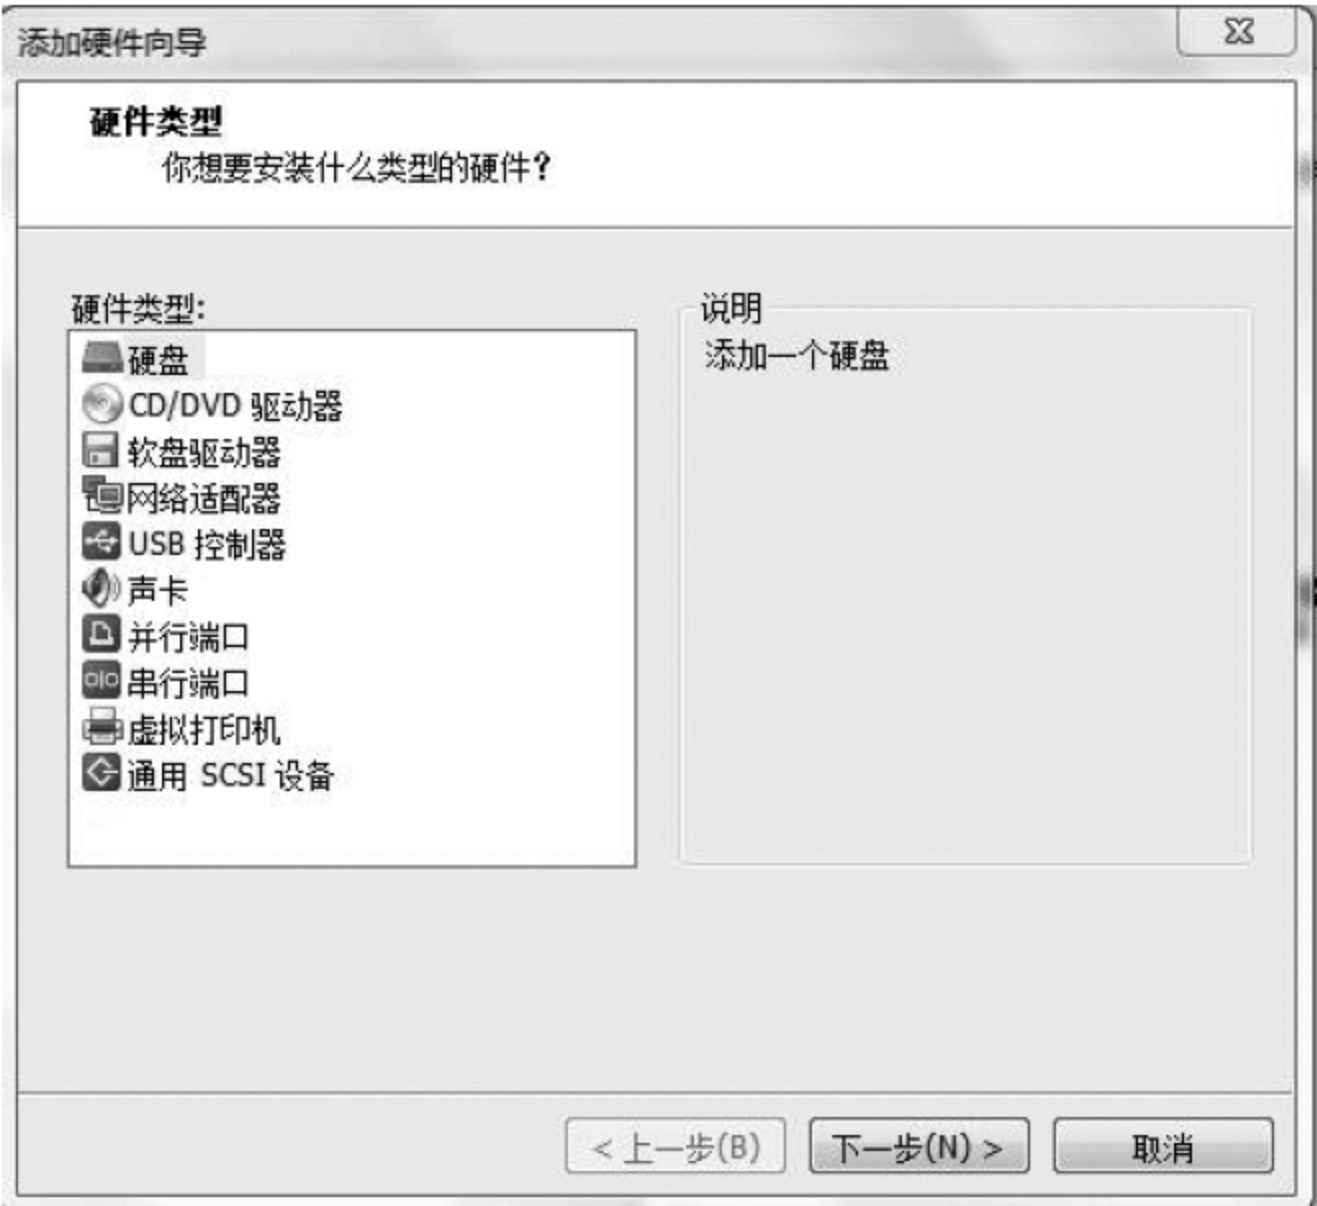 添加硬件向导
硬件类型
你想要安装什么类型的硬件?
硬件类型:
硬盘
CD/DVD 驱动器
软盘驱动器
网络适配器
USB 控制器
声卡
并行端口
串行端口
虚拟打印机
通用 SCSI 设备
说明
添加一个硬盘
< 上一步(B)
下一步(N) >
取消